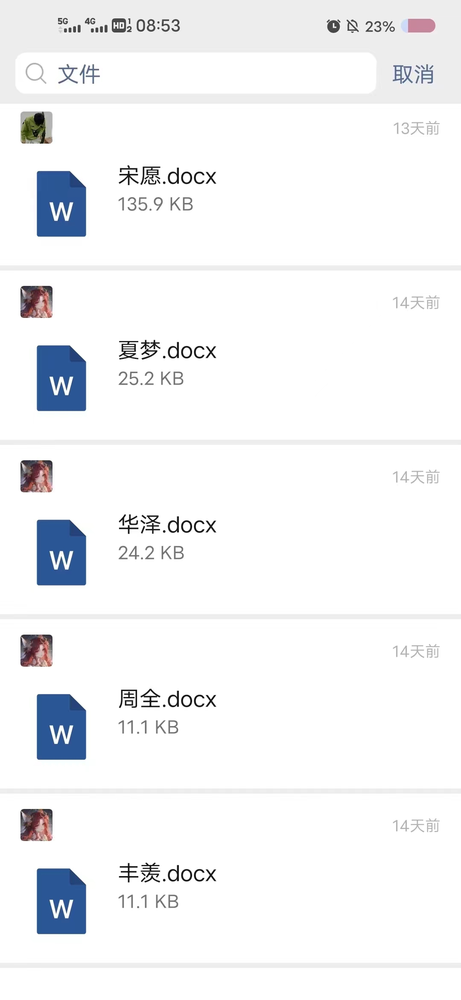 5G 4G HD 1 2 08:53 23%
文件 取消
13天前
宋愿.docx
135.9 KB
W
14天前
夏梦.docx
25.2 KB
W
14天前
华泽.docx
24.2 KB
W
14天前
周全.docx
11.1 KB
W
14天前
丰羡.docx
11.1 KB
W